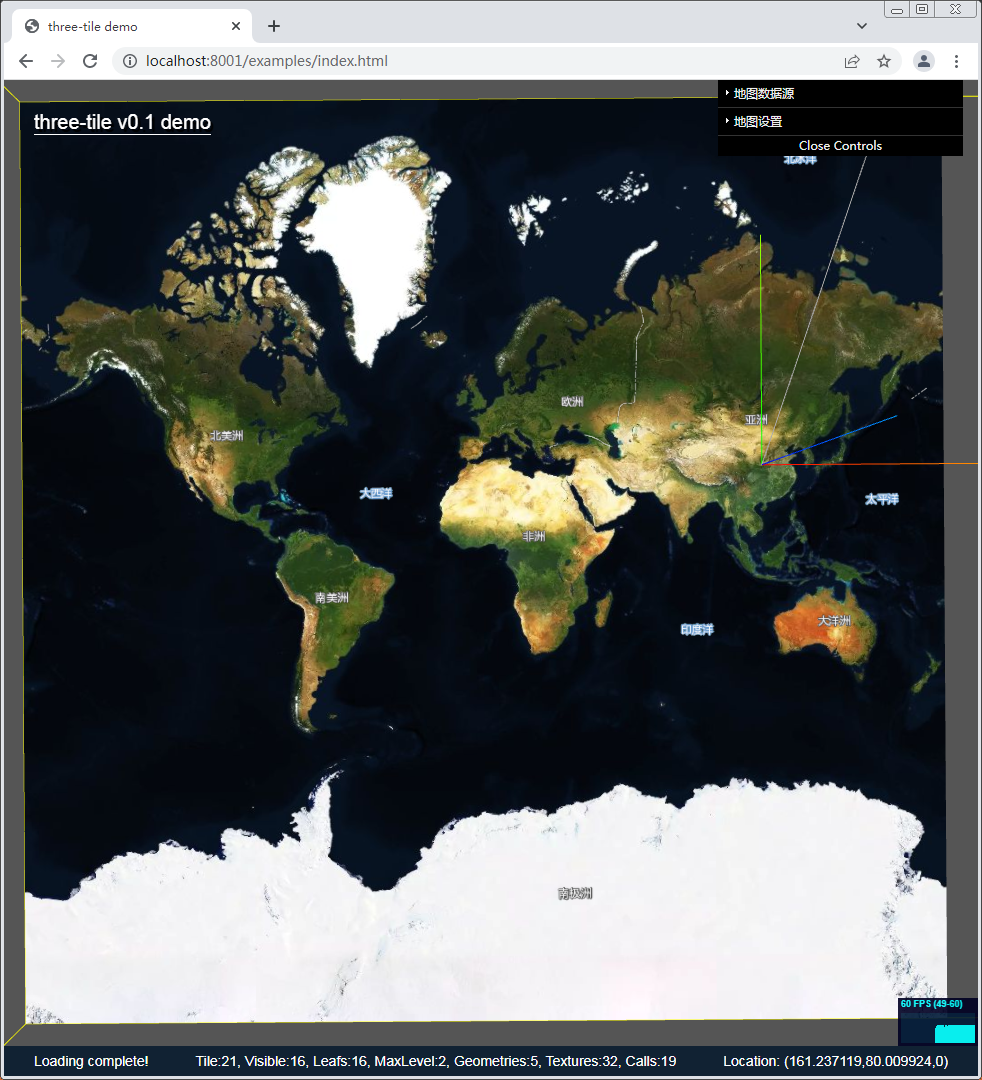 three-tile demo
localhost:8001/examples/index.html
three-tile v0.1 demo
地图数据源
地图设置
Close Controls
北冰洋
欧洲
亚洲
北美洲
大西洋
太平洋
非洲
南美洲
大洋洲
印度洋
南极洲
60 FPS (49-60)
Loading complete!
Tile:21, Visible:16, Leafs:16, MaxLevel:2, Geometries:5, Textures:32, Calls:19
Location: (161.237119,80.009924,0)